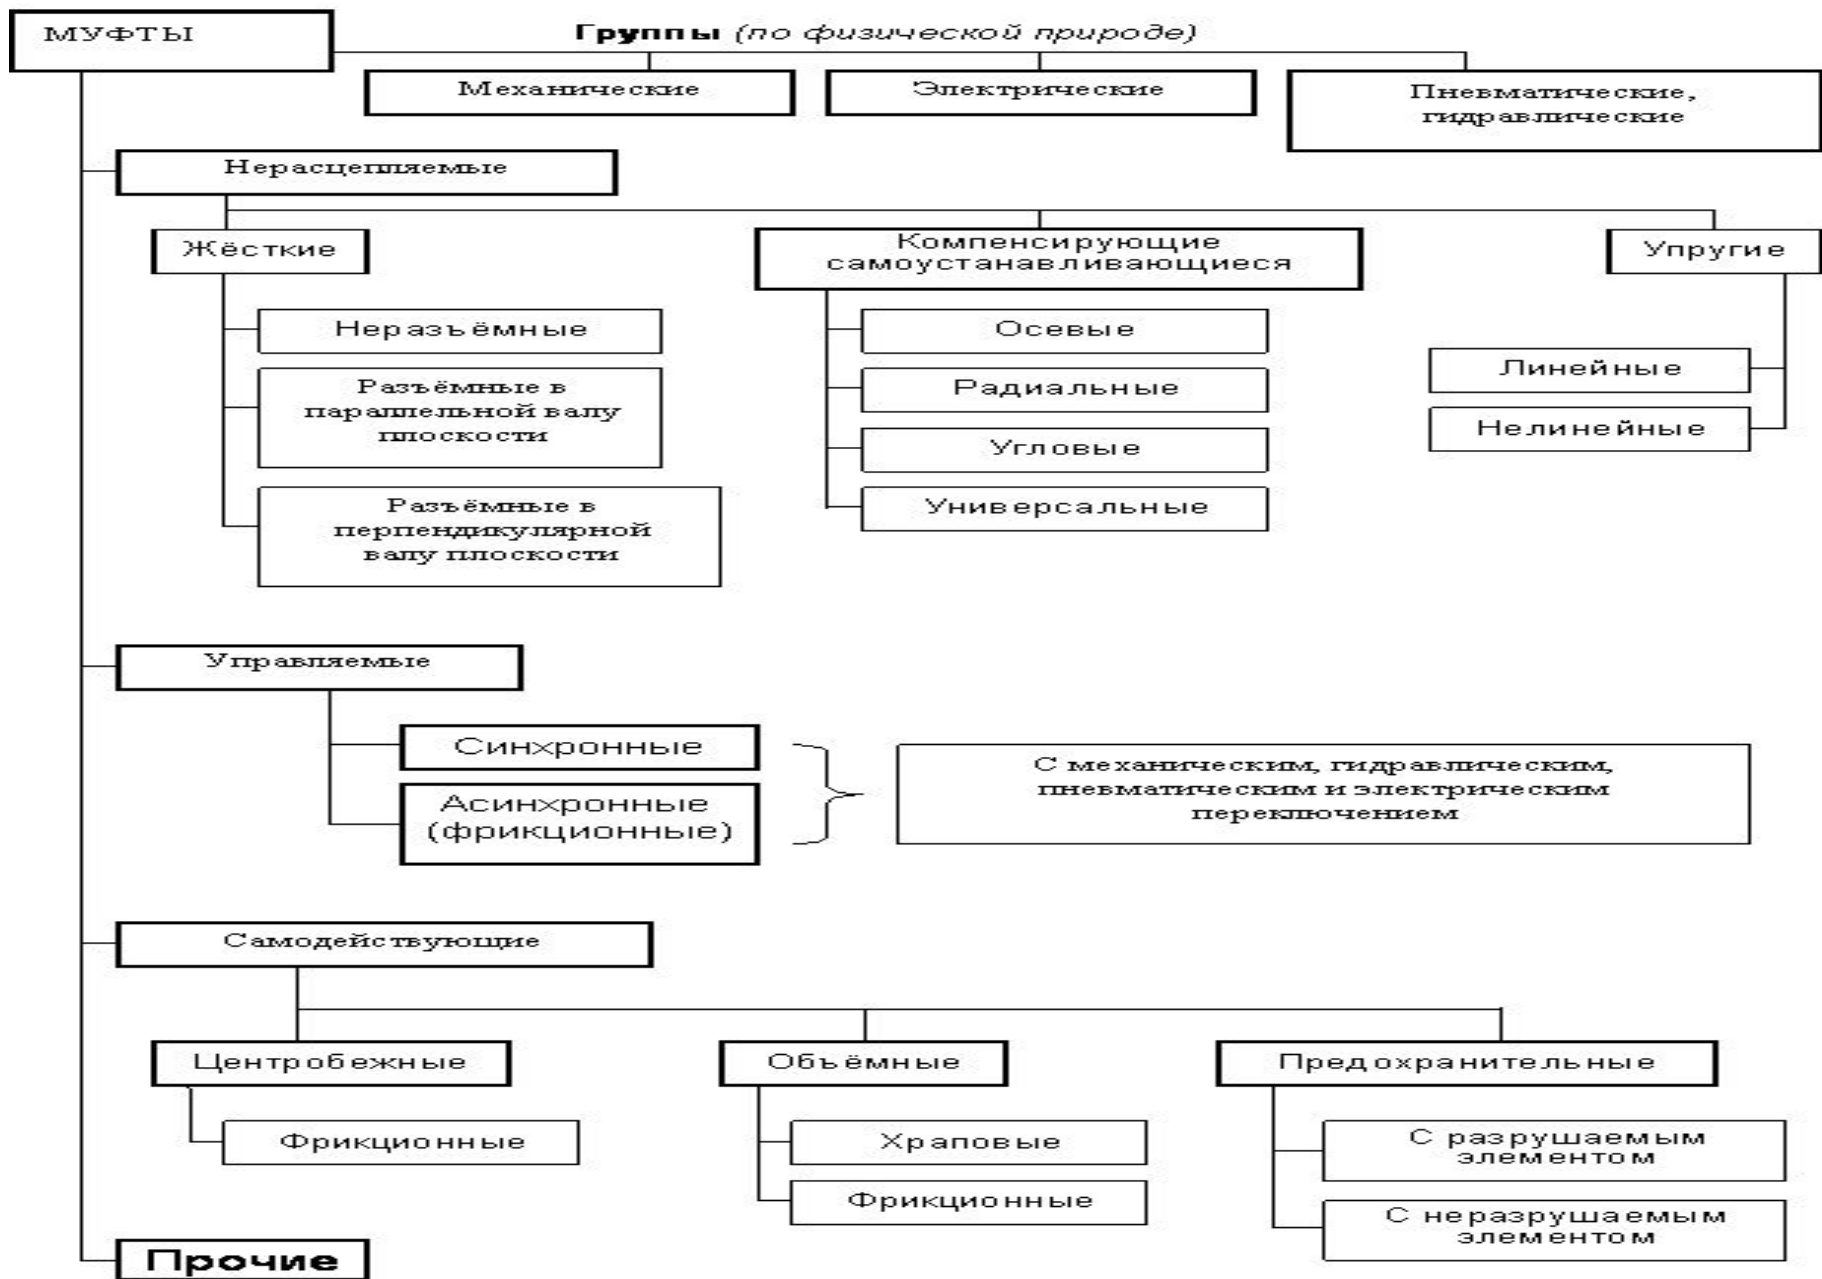 МУФТЫ
Группы (по физической природе)
Механические
Электрические
Пневматические,
гидравлические
Нерасцепляемые
Жёсткие
Компенсирующие
самоустанавливающиеся
Упругие
Неразъёмные
Разъёмные в
параллельной валу
плоскости
Разъёмные в
перпендикулярной
валу плоскости
Осевые
Радиальные
Угловые
Универсальные
Линейные
Нелинейные
Управляемые
Синхронные
Асинхронные
(фрикционные)
С механическим, гидравлическим,
пневматическим и электрическим
переключением
Самодействующие
Центробежные
Объёмные
Предохранительные
Фрикционные
Храповые
Фрикционные
С разрушаемым
элементом
С неразрушаемым
элементом
Прочие